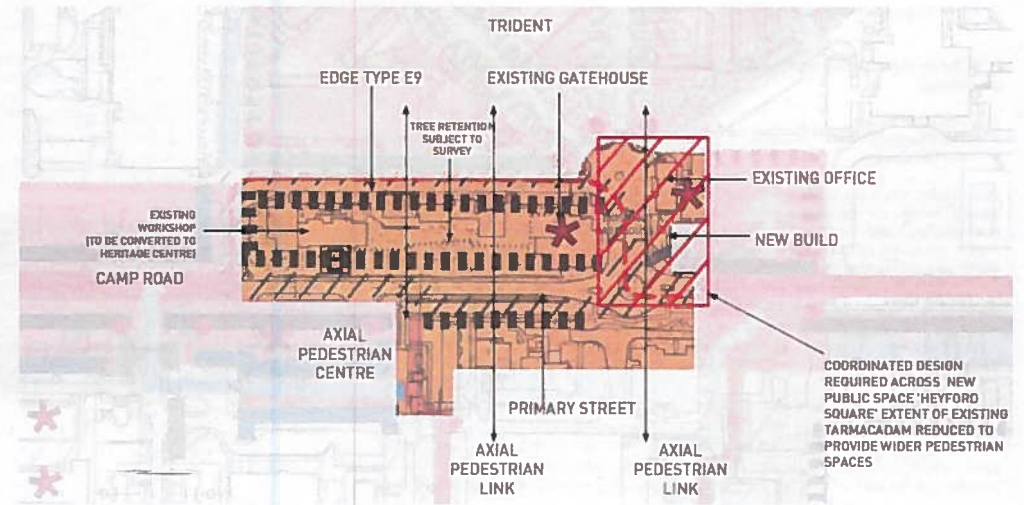 TRIDENT
EDGE TYPE E9
EXISTING GATEHOUSE
TREE RETENTION
SUBJECT TO
SURVEY
EXISTING OFFICE
EXISTING
WORKSHOP
(TO BE CONVERTED TO
HERITAGE CENTRE)
NEW BUILD
CAMP ROAD
AXIAL
PEDESTRIAN
CENTRE
COORDINATED DESIGN
REQUIRED ACROSS NEW
PUBLIC SPACE 'HEYFORD
SQUARE' EXTENT OF EXISTING
TARMACADAM REDUCED TO
PROVIDE WIDER PEDESTRIAN
SPACES
PRIMARY STREET
AXIAL
PEDESTRIAN
LINK
AXIAL
PEDESTRIAN
LINK